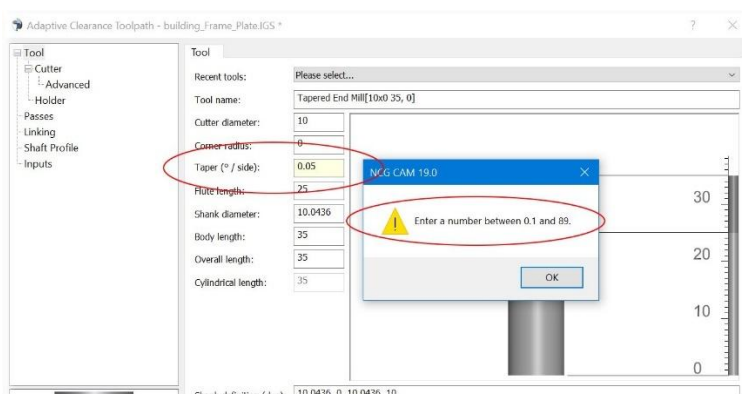 Adaptive Clearance Toolpath - building_Frame_Plate.IGS *
? ×
Tool
Cutter
Advanced
Holder
Passes
Linking
Shaft Profile
Inputs
Tool
Recent tools: Please select...
Tool name: Tapered End Mill[10x0 35, 0]
Cutter diameter: 10
Corner radius: 0
Taper (º / side): 0.05
Flute length: 25
Shank diameter: 10.0436
Body length: 35
Overall length: 35
Cylindrical length: 35
NCG CAM 19.0 ×
Enter a number between 0.1 and 89.
OK
30
20
10
0
10.0436, 0, 10.0436, 10